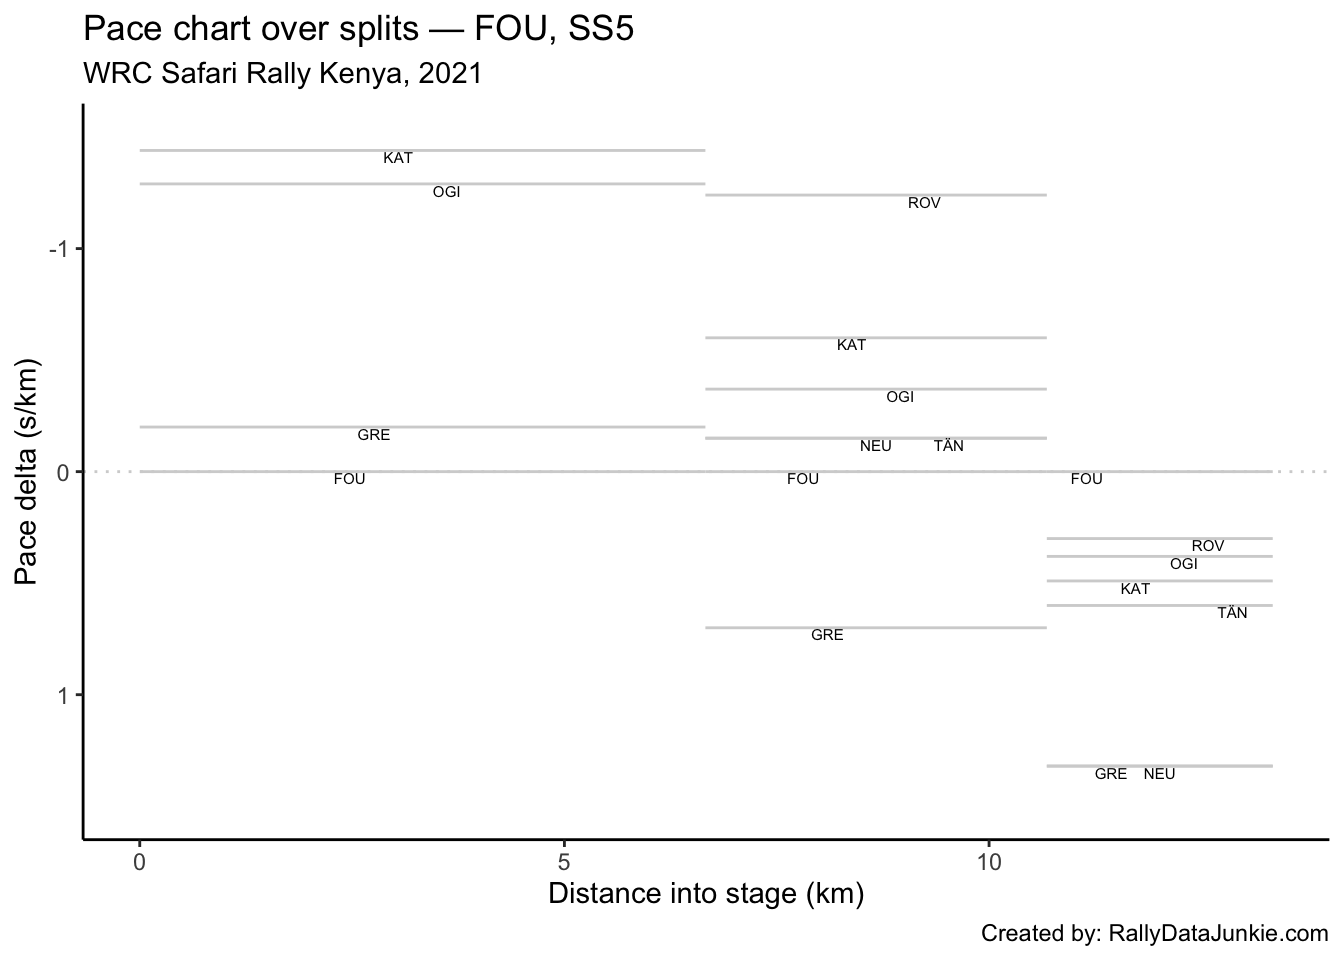 Pace chart over splits — FOU, SS5
WRC Safari Rally Kenya, 2021
KAT
OGI
ROV
-1
KAT
OGI
GRE
NEU TÄN
0
FOU FOU FOU
ROV
OGI
KAT
TÄN
GRE
1
GRE NEU
Pace delta (s/km)
0 5 10
Distance into stage (km)
Created by: RallyDataJunkie.com